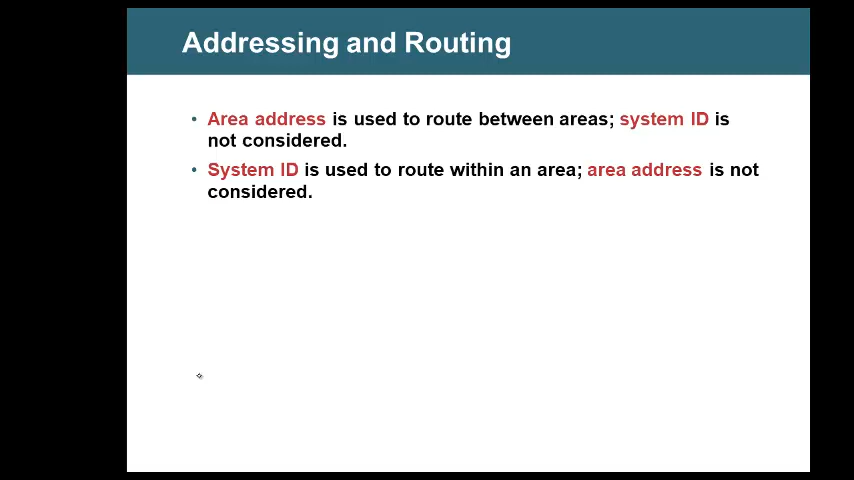 Addressing and Routing
• Area address is used to route between areas; system ID is
not considered.
• System ID is used to route within an area; area address is not
considered.